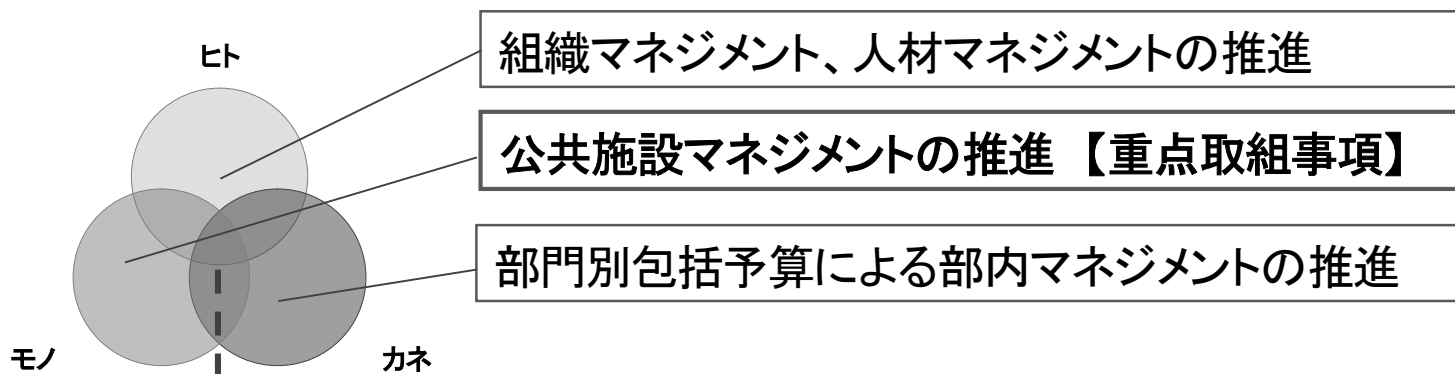 ヒト
組織マネジメント、人材マネジメントの推進
公共施設マネジメントの推進【重点取組事項】
部門別包括予算による部内マネジメントの推進
モノ
カネ